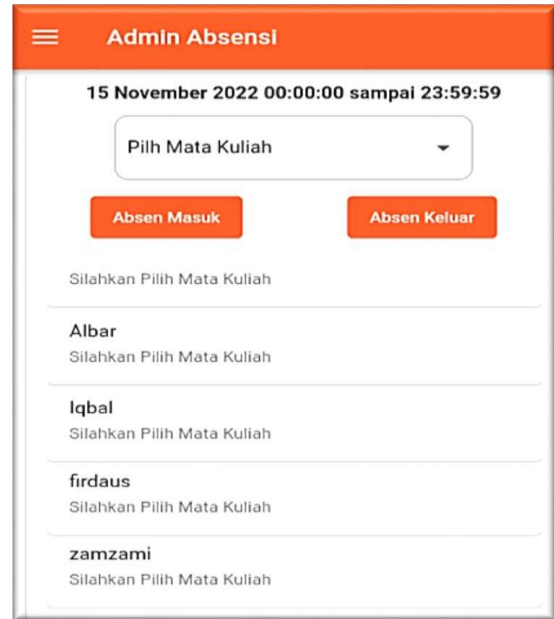 Admin Absensi
15 November 2022 00:00:00 sampai 23:59:59
Pilh Mata Kuliah
Absen Masuk Absen Keluar
Silahkan Pilih Mata Kuliah
Albar
Silahkan Pilih Mata Kuliah
Iqbal
Silahkan Pilih Mata Kuliah
firdaus
Silahkan Pilih Mata Kuliah
zamzami
Silahkan Pilih Mata Kuliah